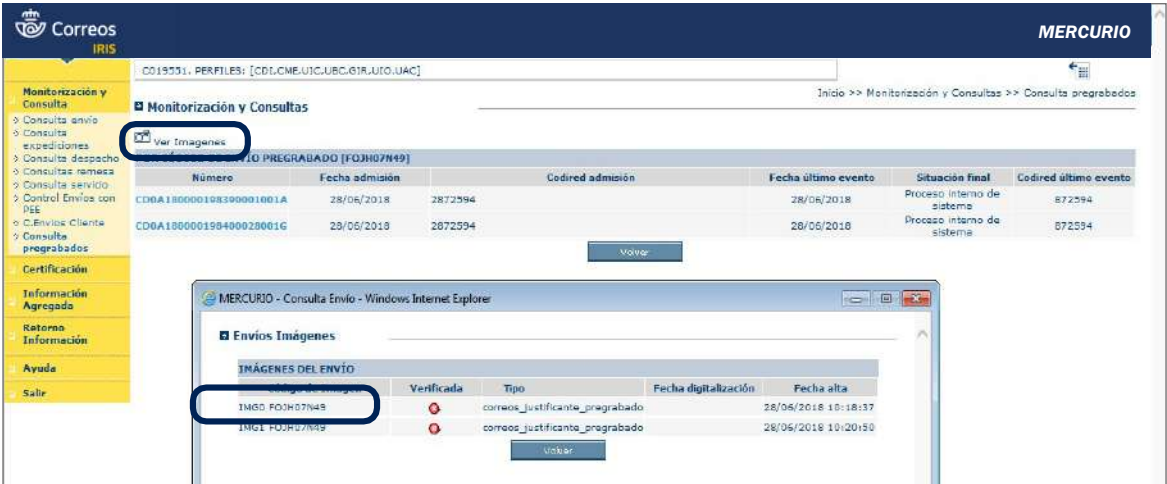 Correos
IRIS
MERCURIO
C019551. PERFILES: [CDI,CME,UIC,UBC,GIR,UIO,UAC]
Inicio >> Monitorización y Consultas >> Consulta pregrabados
Monitorización y
Consulta
Consulta envío
Consulta
expediciones
Consulta despacho
Consultas remesa
Consulta servicio
Control Envíos con
PEE
C.Envios Cliente
Consulta
pregrabados
Certificación
Información
Agregada
Retorno
Información
Ayuda
Salir
Monitorización y Consultas
Ver Imagenes
PREGRABADO [FOJH07N49]
Número Fecha admisión Codired admisión Fecha último evento Situación final Codired último evento
CD0A180000198390001001A 28/06/2018 2872594 28/06/2018 Proceso interno de sistema 872594
CD0A180000198400028001G 28/06/2018 2872594 28/06/2018 Proceso interno de sistema 872594
Volver
MERCURIO - Consulta Envío - Windows Internet Explorer
Envíos Imágenes
IMÁGENES DEL ENVÍO
Verificada Tipo Fecha digitalización Fecha alta
IMG0 FOJH07N49 correos_justificante_pregrabado 28/06/2018 10:18:37
IMG1 FOJH07N49 correos_justificante_pregrabado 28/06/2018 10:20:50
Volver